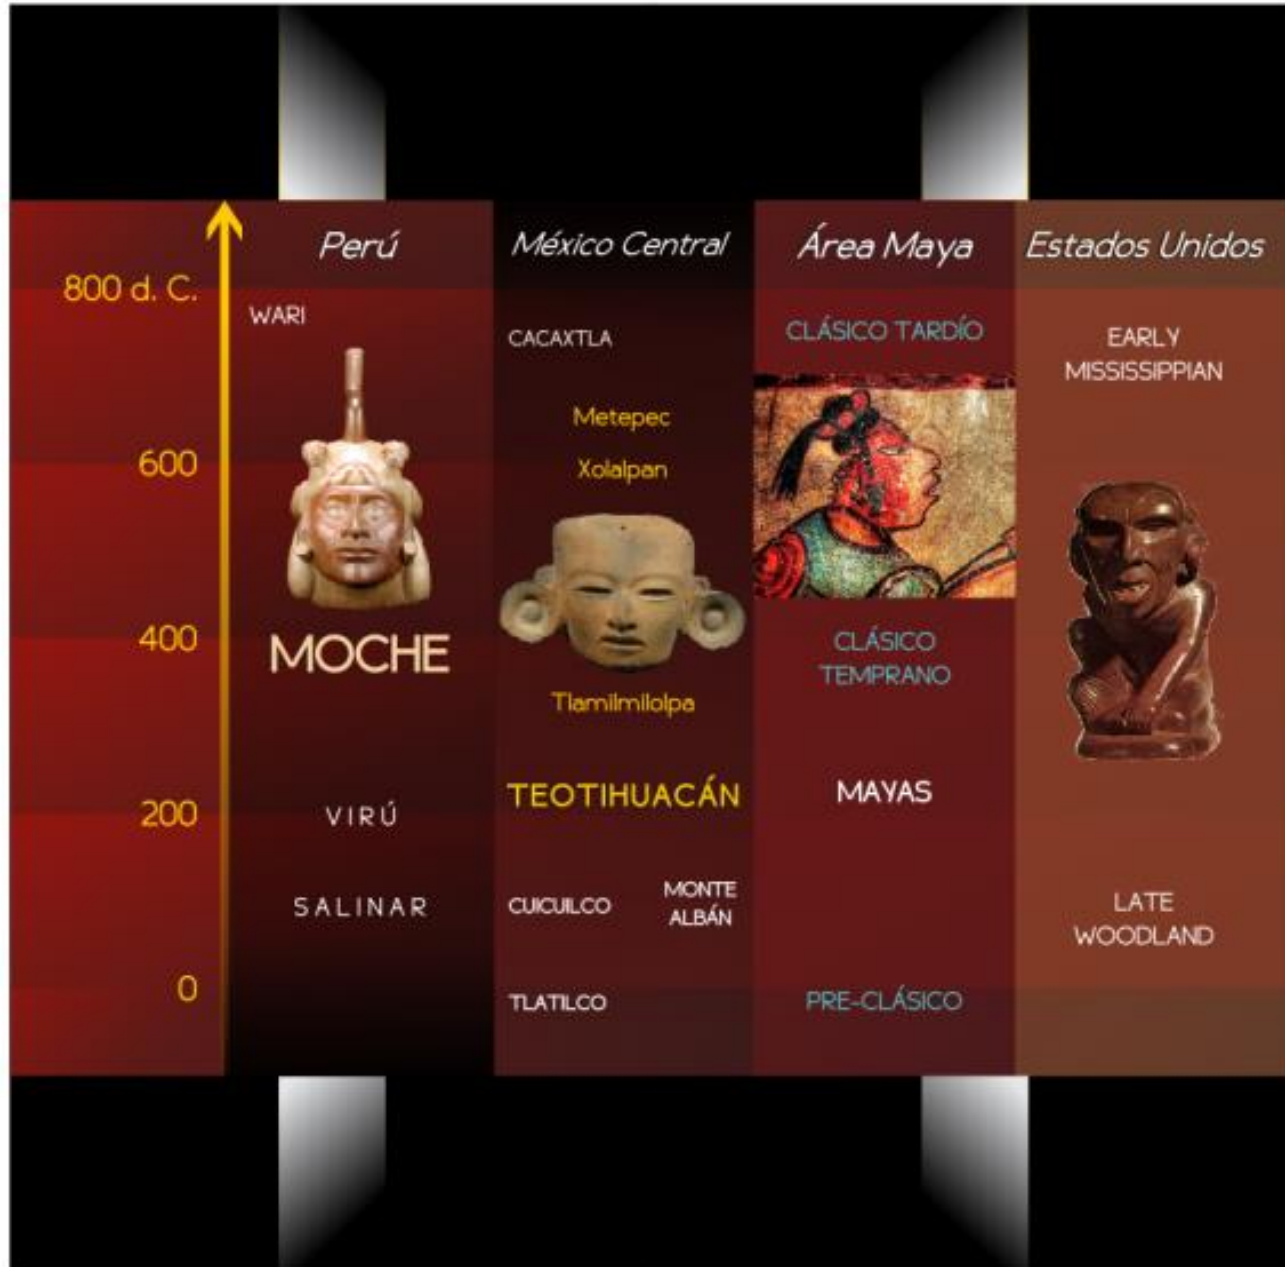 Perú
México Central
Área Maya
Estados Unidos
800 d. C.
600
400
200
0
WARI
MOCHE
VIRÚ
SALINAR
CACAXTLA
Metepec
Xolalpan
Tlamilmilolpa
TEOTIHUACÁN
CUICUILCO
MONTE
ALBÁN
TLATILCO
CLÁSICO TARDÍO
CLÁSICO
TEMPRANO
MAYAS
PRE-CLÁSICO
EARLY
MISSISSIPPIAN
LATE
WOODLAND